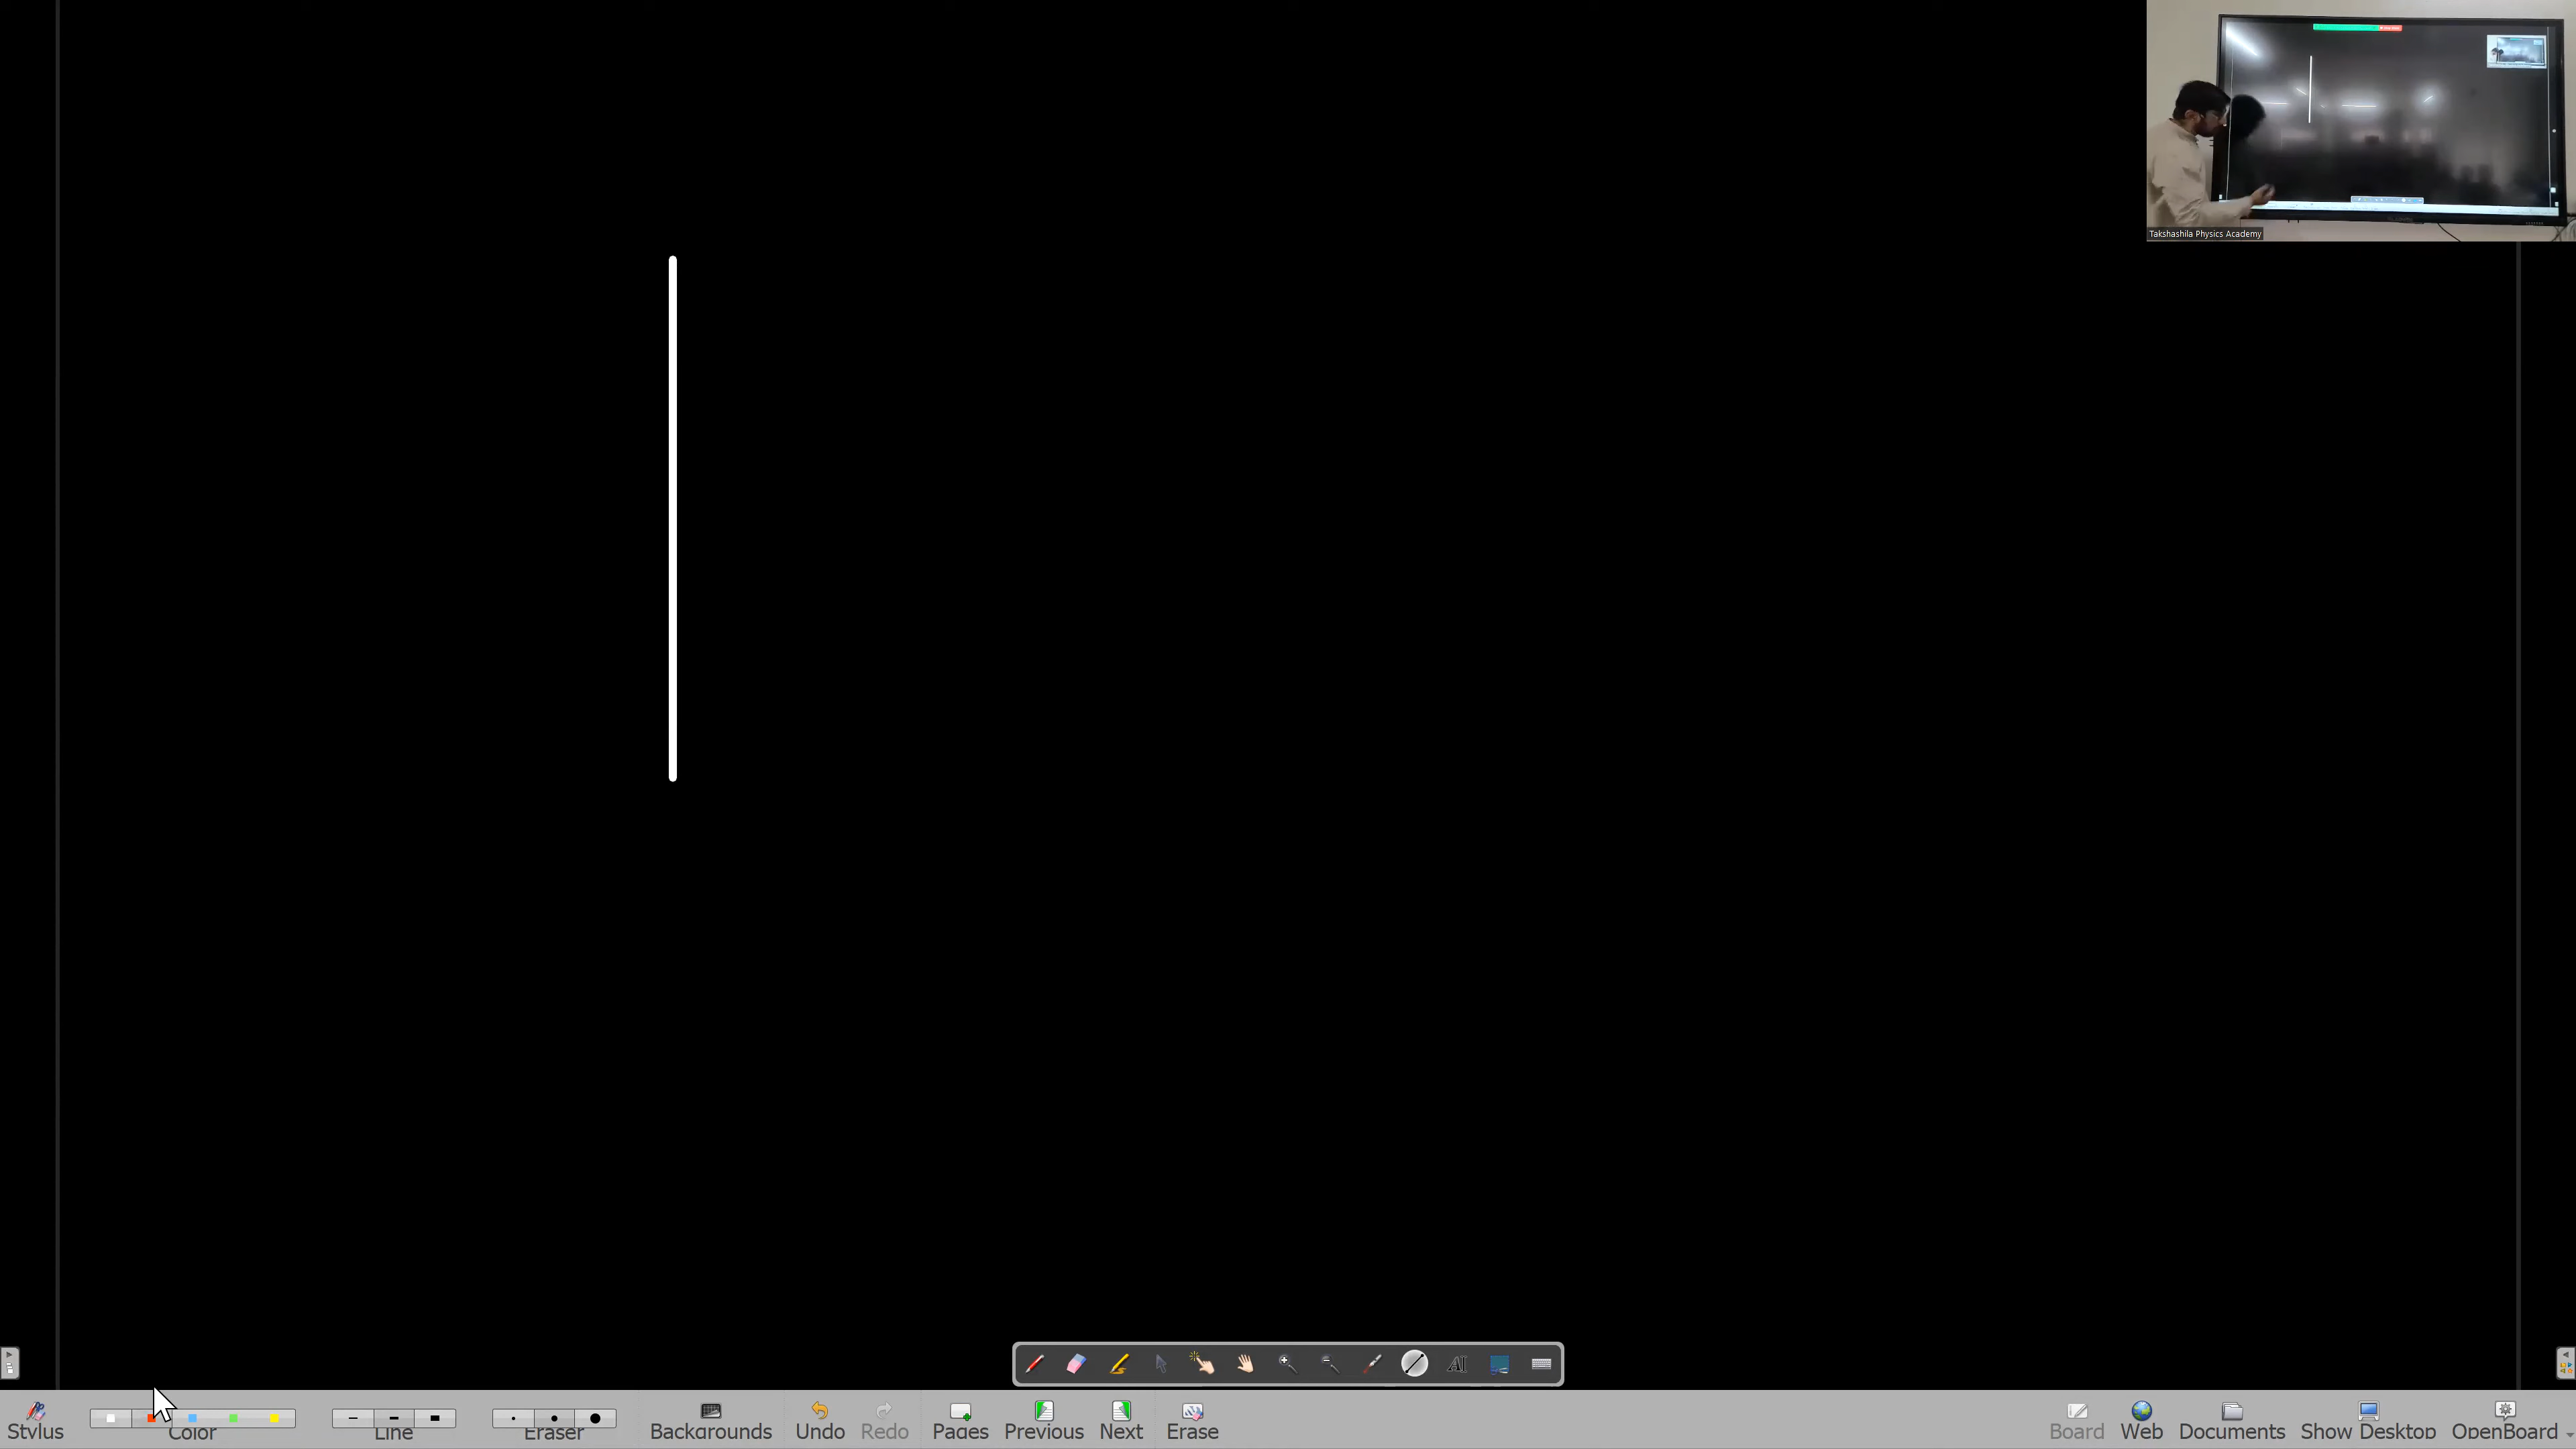 Takshashila Physics Academy
AI
Stylus
Color
Line
Eraser
Backgrounds
Undo
Redo
Pages
Previous
Next
Erase
Board
Web
Documents
Show Desktop
OpenBoard